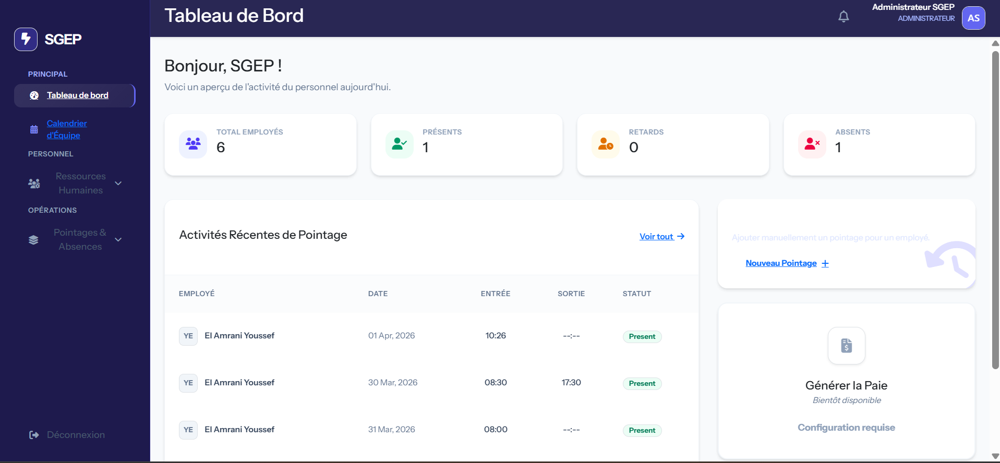 SGEP
PRINCIPAL
Tableau de bord
Calendrier
d'Équipe
PERSONNEL
Ressources
Humaines
OPÉRATIONS
Pointages &
Absences
Déconnexion
Tableau de Bord
Administrateur SGEP
ADMINISTRATEUR
AS
Bonjour, SGEP !
Voici un aperçu de l'activité du personnel aujourd'hui.
TOTAL EMPLOYÉS
6
PRÉSENTS
1
RETARDS
0
ABSENTS
1
Activités Récentes de Pointage
Voir tout
EMPLOYÉ DATE ENTRÉE SORTIE STATUT
YE El Amrani Youssef 01 Apr, 2026 10:26 --:-- Present
YE El Amrani Youssef 30 Mar, 2026 08:30 17:30 Present
YE El Amrani Youssef 31 Mar, 2026 08:00 --:-- Present
Ajouter manuellement un pointage pour un employé.
Nouveau Pointage +
Générer la Paie
Bientôt disponible
Configuration requise